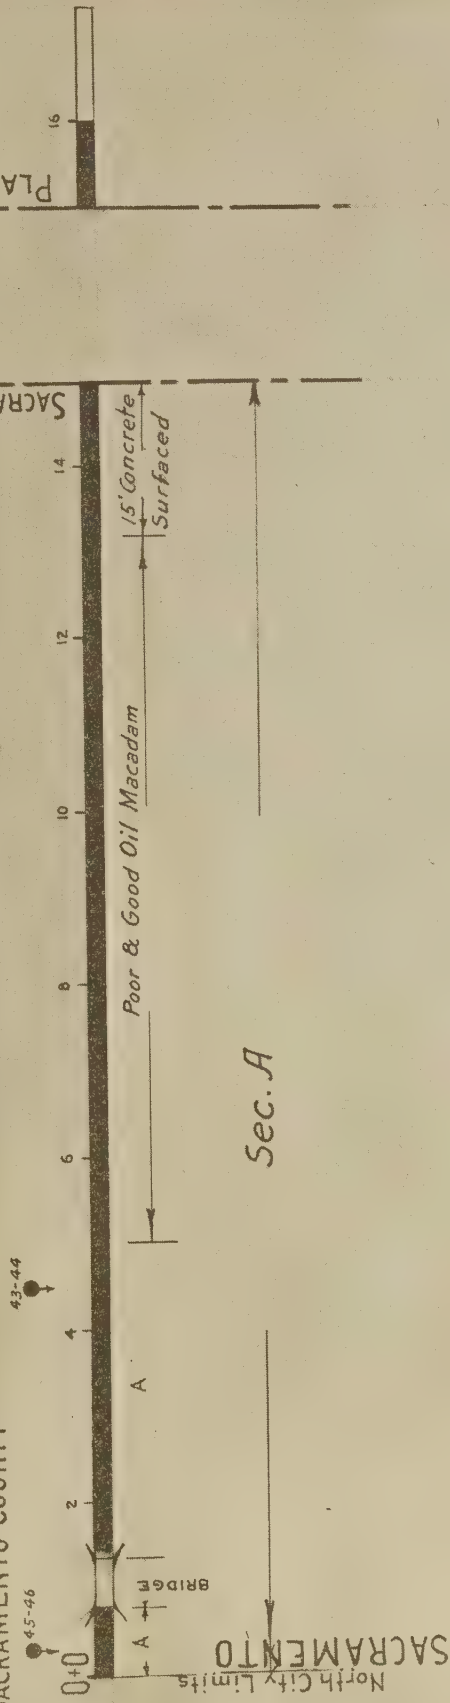 SACRAMENTO COUNTY
45-46
43-44
0+0
2
4
6
8
10
12
14
16
A
BRIDGE
A
Poor & Good Oil Macadam
15' Concrete
Surfaced
Sec. A
North City Limits
SACRAMENTO
SACRA
PLA